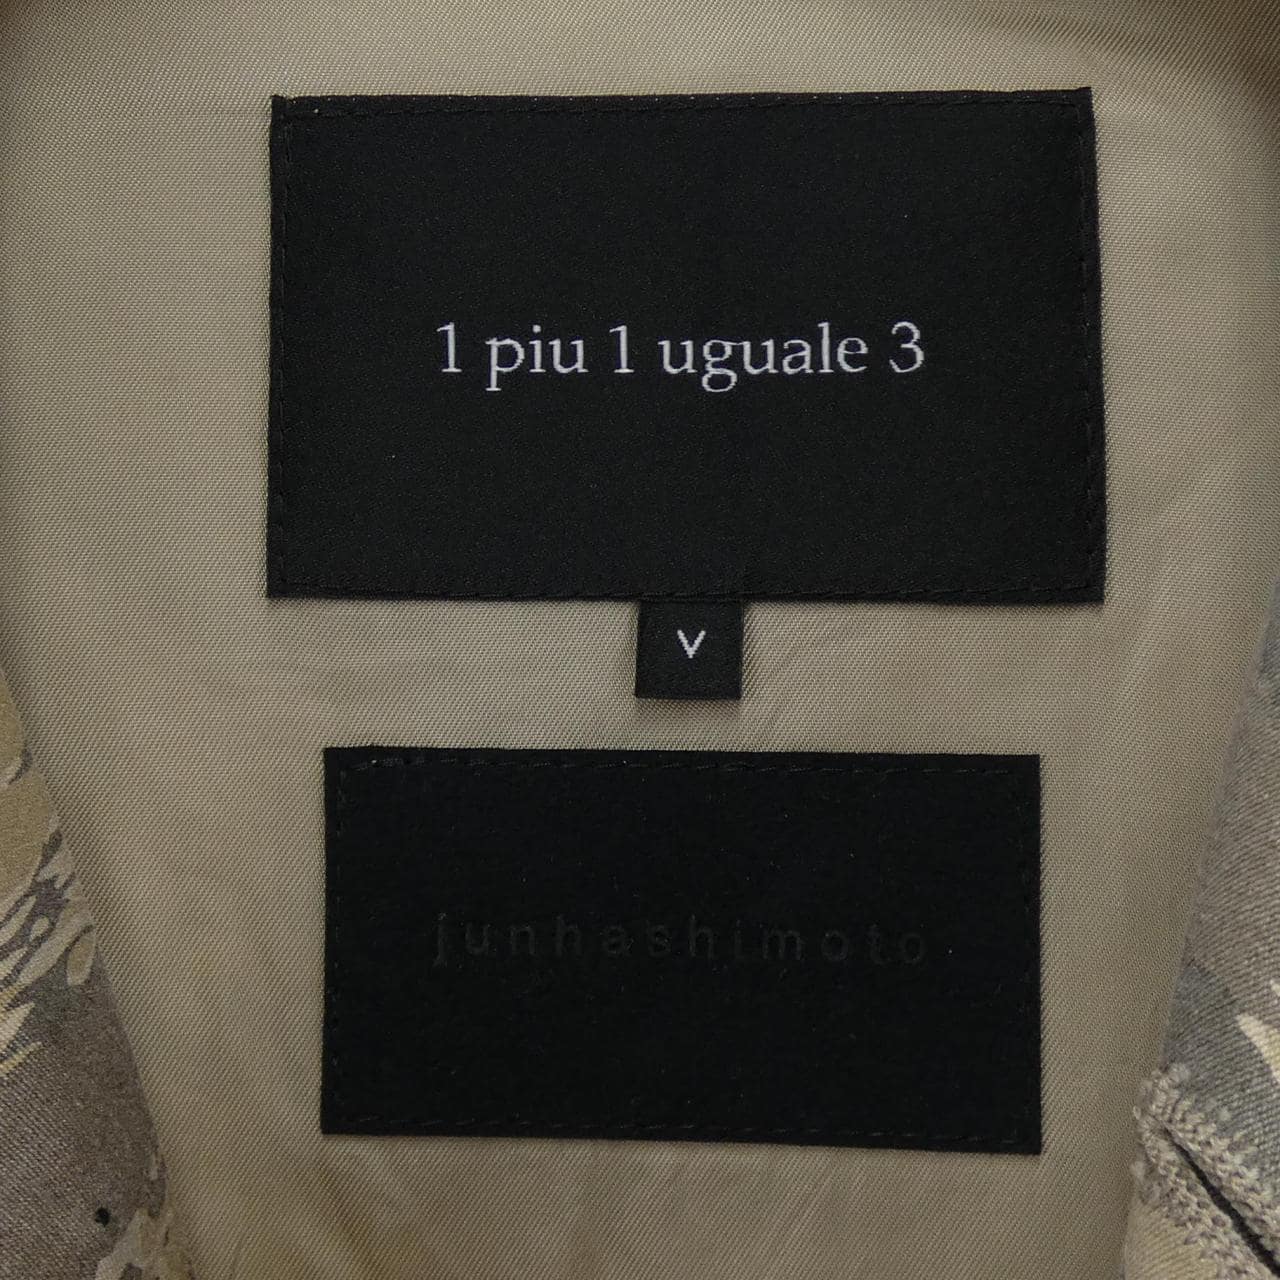 1 piu 1 uguale 3
V
junhashimoto